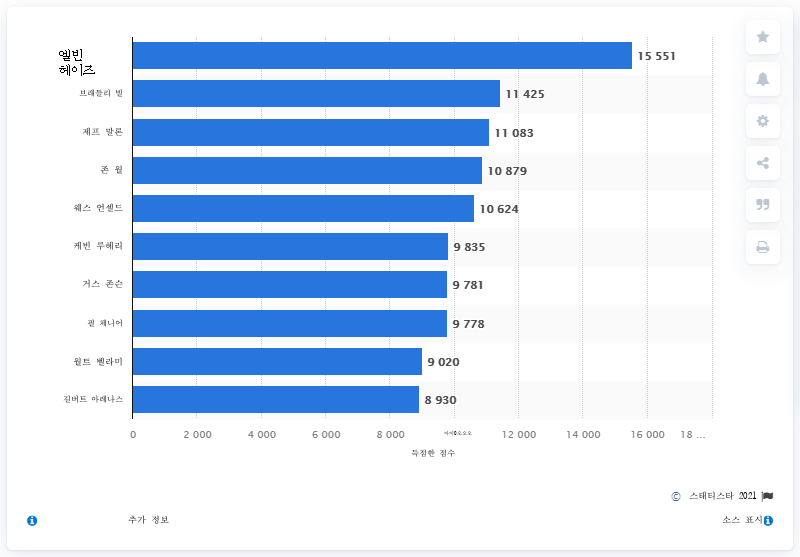 엘빈
헤이즈
15 551
브래들리 빌
11 425
제프 말론
11 083
존 월
10 879
웨스 언셀드
10 624
케빈 루헤리
9 835
거스 존슨
9 781
필 체니어
9 778
월트 벨라미
9 020
길버트 아레나스
8 930
0 2 000 4 000 6 000 8 000 12 000 14 000 16 000 18 ...
득점한 점수
© 스태티스타 2021
추가 정보 소스 표시